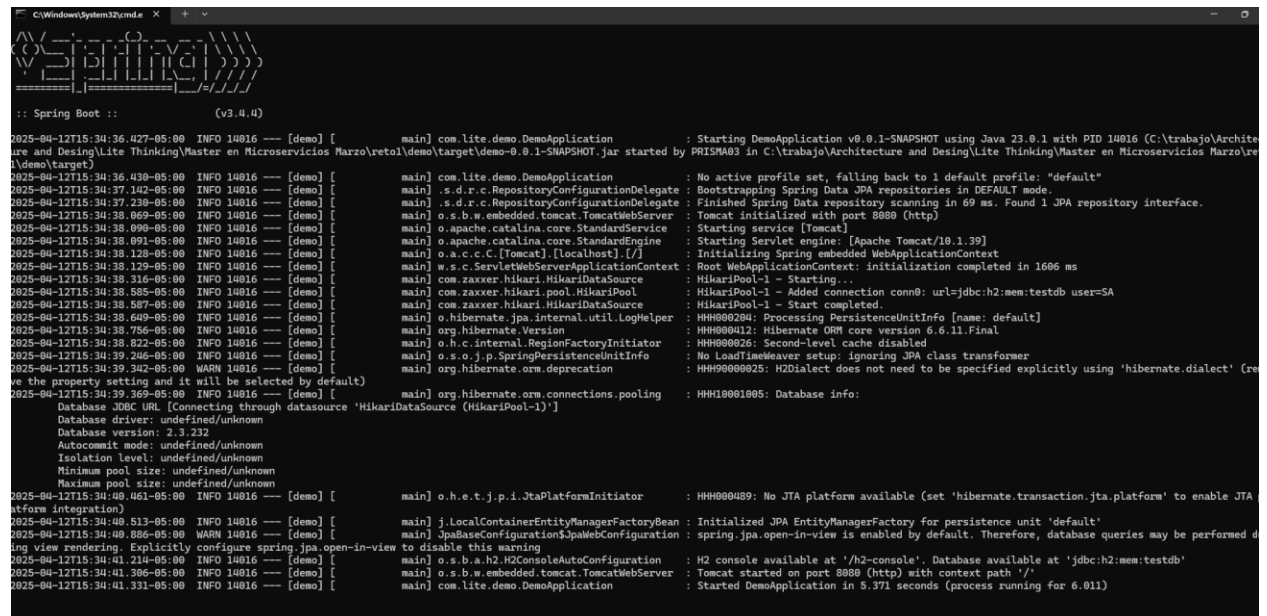 C:\Windows\System32\cmd.e
Spring
:: Spring Boot ::                (v3.4.4)
2025-04-12T15:34:36.427-05:00  INFO 14016 --- [demo] [           main] com.lite.demo.DemoApplication            : Starting DemoApplication v0.0.1-SNAPSHOT using Java 23.0.1 with PID 14016 (C:\trabajo\Archite
ure and Desing\Lite Thinking\Master en Microservicios Marzo\reto1\demo\target\demo-0.0.1-SNAPSHOT.jar started by PRISMA03 in C:\trabajo\Architecture and Desing\Lite Thinking\Master en Microservicios Marzo\ret
1\demo\target)
2025-04-12T15:34:36.430-05:00  INFO 14016 --- [demo] [           main] com.lite.demo.DemoApplication            : No active profile set, falling back to 1 default profile: "default"
2025-04-12T15:34:37.142-05:00  INFO 14016 --- [demo] [           main] .s.d.r.c.RepositoryConfigurationDelegate : Bootstrapping Spring Data JPA repositories in DEFAULT mode.
2025-04-12T15:34:37.230-05:00  INFO 14016 --- [demo] [           main] .s.d.r.c.RepositoryConfigurationDelegate : Finished Spring Data repository scanning in 69 ms. Found 1 JPA repository interface.
2025-04-12T15:34:38.069-05:00  INFO 14016 --- [demo] [           main] o.s.b.w.embedded.tomcat.TomcatWebServer  : Tomcat initialized with port 8080 (http)
2025-04-12T15:34:38.090-05:00  INFO 14016 --- [demo] [           main] o.apache.catalina.core.StandardService   : Starting service [Tomcat]
2025-04-12T15:34:38.091-05:00  INFO 14016 --- [demo] [           main] o.apache.catalina.core.StandardEngine    : Starting Servlet engine: [Apache Tomcat/10.1.39]
2025-04-12T15:34:38.128-05:00  INFO 14016 --- [demo] [           main] o.a.c.c.C.[Tomcat].[localhost].[/]       : Initializing Spring embedded WebApplicationContext
2025-04-12T15:34:38.129-05:00  INFO 14016 --- [demo] [           main] w.s.c.ServletWebServerApplicationContext : Root WebApplicationContext: initialization completed in 1606 ms
2025-04-12T15:34:38.316-05:00  INFO 14016 --- [demo] [           main] com.zaxxer.hikari.HikariDataSource       : HikariPool-1 - Starting...
2025-04-12T15:34:38.585-05:00  INFO 14016 --- [demo] [           main] com.zaxxer.hikari.pool.HikariPool        : HikariPool-1 - Added connection conn0: url=jdbc:h2:mem:testdb user=SA
2025-04-12T15:34:38.587-05:00  INFO 14016 --- [demo] [           main] com.zaxxer.hikari.HikariDataSource       : HikariPool-1 - Start completed.
2025-04-12T15:34:38.649-05:00  INFO 14016 --- [demo] [           main] o.hibernate.jpa.internal.util.LogHelper  : HHH000204: Processing PersistenceUnitInfo [name: default]
2025-04-12T15:34:38.756-05:00  INFO 14016 --- [demo] [           main] org.hibernate.Version                    : HHH000412: Hibernate ORM core version 6.6.11.Final
2025-04-12T15:34:38.822-05:00  INFO 14016 --- [demo] [           main] o.h.c.internal.RegionFactoryInitiator    : HHH000026: Second-level cache disabled
2025-04-12T15:34:39.246-05:00  INFO 14016 --- [demo] [           main] o.s.o.j.p.SpringPersistenceUnitInfo      : No LoadTimeWeaver setup: ignoring JPA class transformer
2025-04-12T15:34:39.342-05:00  WARN 14016 --- [demo] [           main] org.hibernate.orm.deprecation            : HHH90000025: H2Dialect does not need to be specified explicitly using 'hibernate.dialect' (re
ve the property setting and it will be selected by default)
2025-04-12T15:34:39.369-05:00  INFO 14016 --- [demo] [           main] org.hibernate.orm.connections.pooling    : HHH10001005: Database info:
Database JDBC URL [Connecting through datasource 'HikariDataSource (HikariPool-1)']
Database driver: undefined/unknown
Database version: 2.3.232
Autocommit mode: undefined/unknown
Isolation level: undefined/unknown
Minimum pool size: undefined/unknown
Maximum pool size: undefined/unknown
2025-04-12T15:34:40.461-05:00  INFO 14016 --- [demo] [           main] o.h.e.t.j.p.i.JtaPlatformInitiator       : HHH000489: No JTA platform available (set 'hibernate.transaction.jta.platform' to enable JTA
atform integration)
2025-04-12T15:34:40.513-05:00  INFO 14016 --- [demo] [           main] j.LocalContainerEntityManagerFactoryBean : Initialized JPA EntityManagerFactory for persistence unit 'default'
2025-04-12T15:34:40.886-05:00  WARN 14016 --- [demo] [           main] JpaBaseConfiguration$JpaWebConfiguration : spring.jpa.open-in-view is enabled by default. Therefore, database queries may be performed d
ing view rendering. Explicitly configure spring.jpa.open-in-view to disable this warning
2025-04-12T15:34:41.214-05:00  INFO 14016 --- [demo] [           main] o.s.b.a.h2.H2ConsoleAutoConfiguration    : H2 console available at '/h2-console'. Database available at 'jdbc:h2:mem:testdb'
2025-04-12T15:34:41.306-05:00  INFO 14016 --- [demo] [           main] o.s.b.w.embedded.tomcat.TomcatWebServer  : Tomcat started on port 8080 (http) with context path '/'
2025-04-12T15:34:41.331-05:00  INFO 14016 --- [demo] [           main] com.lite.demo.DemoApplication            : Started DemoApplication in 5.371 seconds (process running for 6.011)